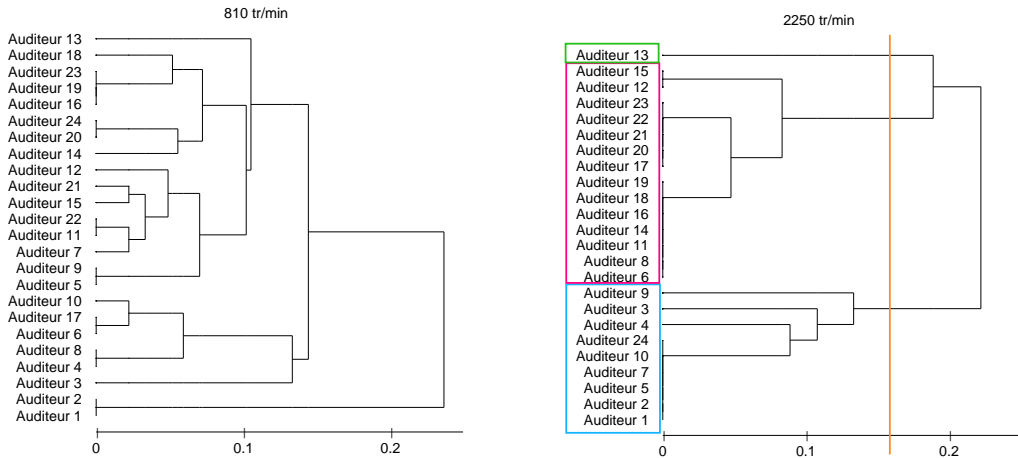 810 tr/min
Auditeur 13
Auditeur 18
Auditeur 23
Auditeur 19
Auditeur 16
Auditeur 24
Auditeur 20
Auditeur 14
Auditeur 12
Auditeur 21
Auditeur 15
Auditeur 22
Auditeur 11
Auditeur 7
Auditeur 9
Auditeur 5
Auditeur 10
Auditeur 17
Auditeur 6
Auditeur 8
Auditeur 4
Auditeur 3
Auditeur 2
Auditeur 1
0 0.1 0.2
2250 tr/min
Auditeur 13
Auditeur 15
Auditeur 12
Auditeur 23
Auditeur 22
Auditeur 21
Auditeur 20
Auditeur 17
Auditeur 19
Auditeur 18
Auditeur 16
Auditeur 14
Auditeur 11
Auditeur 8
Auditeur 6
Auditeur 9
Auditeur 3
Auditeur 4
Auditeur 24
Auditeur 10
Auditeur 7
Auditeur 5
Auditeur 2
Auditeur 1
0 0.1 0.2